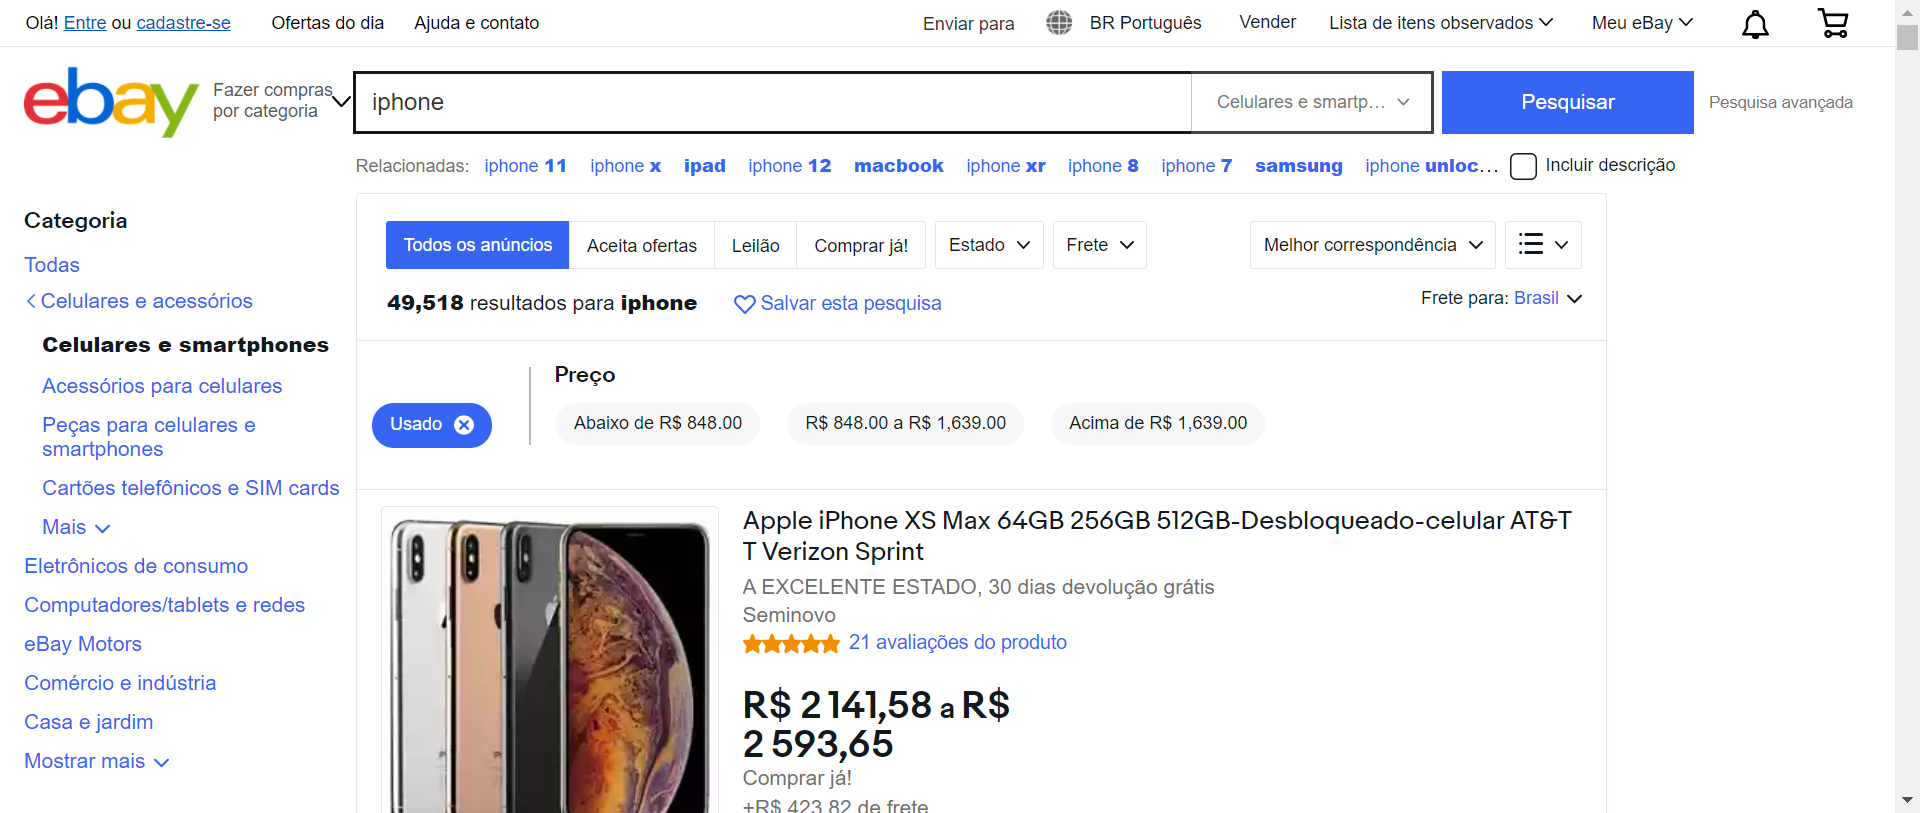 Olá! Entre ou cadastre-se Ofertas do dia Ajuda e contato Enviar para BR Português Vender Lista de itens observados Meu eBay
ebay
Fazer compras
por categoria
iphone
Celulares e smartp...
Pesquisar
Pesquisa avançada
Relacionadas: iphone 11 iphone x ipad iphone 12 macbook iphone xr iphone 8 iphone 7 samsung iphone unloc... Incluir descrição
Categoria
Todas
Celulares e acessórios
Celulares e smartphones
Acessórios para celulares
Peças para celulares e
smartphones
Cartões telefônicos e SIM cards
Mais
Eletrônicos de consumo
Computadores/tablets e redes
eBay Motors
Comércio e indústria
Casa e jardim
Mostrar mais
Todos os anúncios Aceita ofertas Leilão Comprar já! Estado Frete Melhor correspondência
49,518 resultados para iphone Salvar esta pesquisa Frete para: Brasil
Preço
Usado Abaixo de R$ 848.00 R$ 848.00 a R$ 1,639.00 Acima de R$ 1,639.00
Apple iPhone XS Max 64GB 256GB 512GB-Desbloqueado-celular AT&T
T Verizon Sprint
A EXCELENTE ESTADO, 30 dias devolução grátis
Seminovo
21 avaliações do produto
R$ 2 141,58 a R$
2 593,65
Comprar já!
+R$ 423,82 de frete